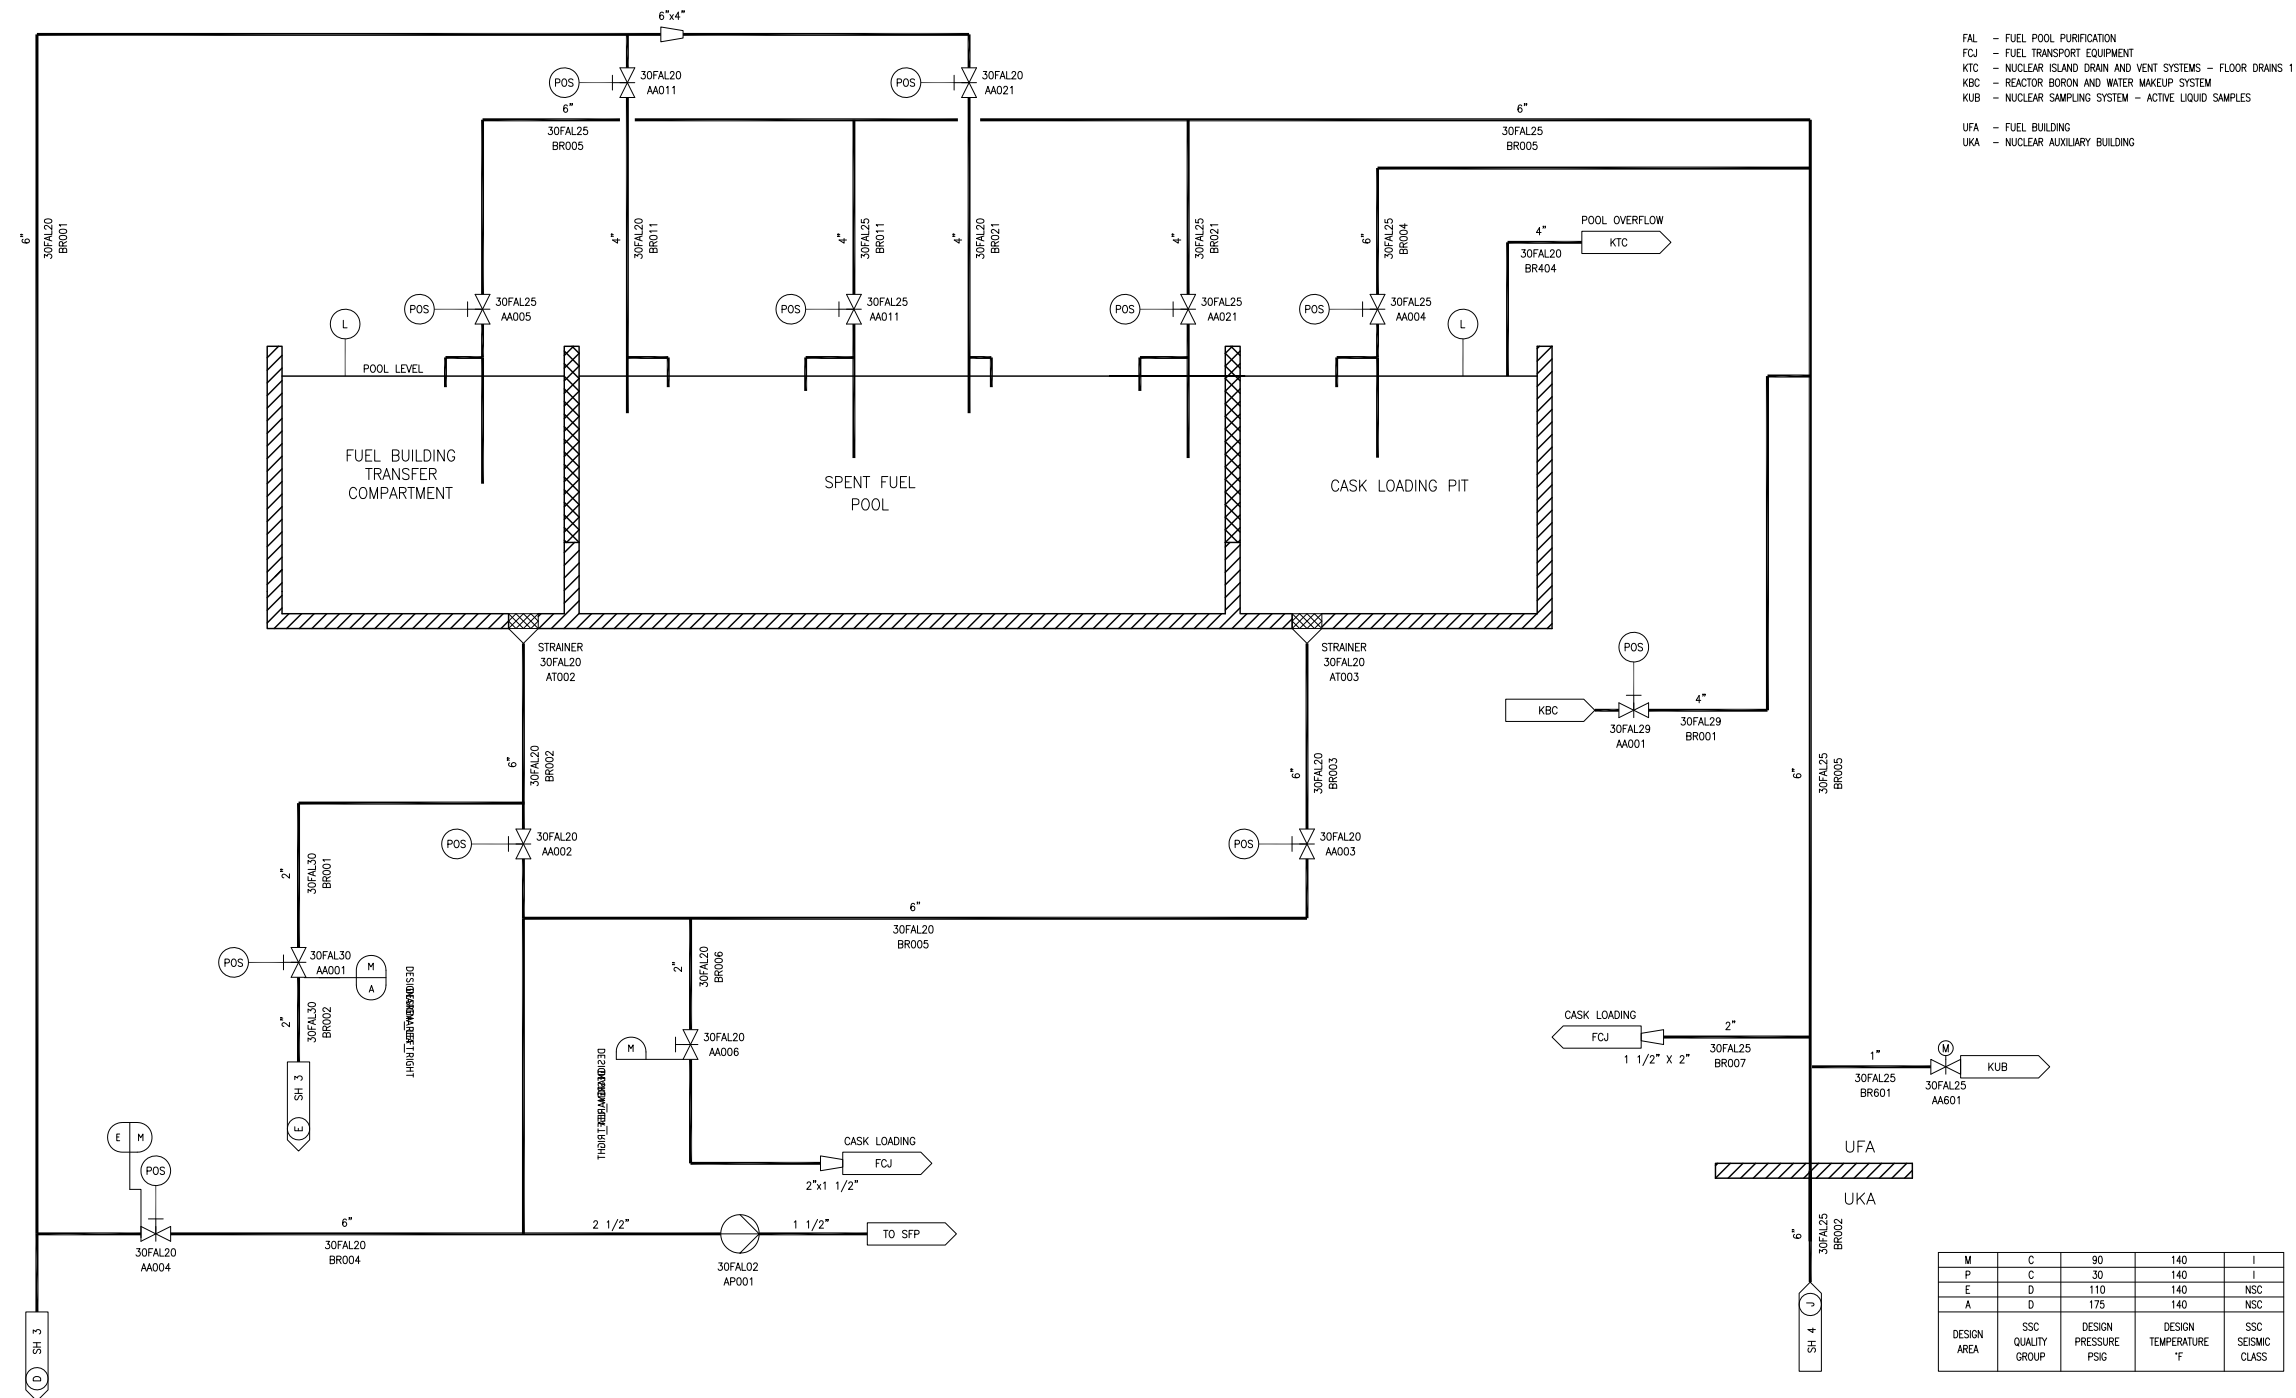 6"x4"
FAL – FUEL POOL PURIFICATION
FCJ – FUEL TRANSPORT EQUIPMENT
KTC – NUCLEAR ISLAND DRAIN AND VENT SYSTEMS – FLOOR DRAINS 1
KBC – REACTOR BORON AND WATER MAKEUP SYSTEM
KUB – NUCLEAR SAMPLING SYSTEM – ACTIVE LIQUID SAMPLES
UFA – FUEL BUILDING
UKA – NUCLEAR AUXILIARY BUILDING
POS
30FAL20
AA011
POS
30FAL20
AA021
6"
30FAL25
BR005
6"
30FAL25
BR005
6"
30FAL20
BR001
4"
30FAL20
BR011
4"
30FAL25
BR011
4"
30FAL20
BR021
4"
30FAL25
BR021
6"
30FAL25
BR004
POOL OVERFLOW
4"
KTC
30FAL20
BR404
POS
30FAL25
AA005
POS
30FAL25
AA011
POS
30FAL25
AA021
POS
30FAL25
AA004
L
L
POOL LEVEL
FUEL BUILDING
TRANSFER
COMPARTMENT
SPENT FUEL
POOL
CASK LOADING PIT
STRAINER
30FAL20
AT002
STRAINER
30FAL20
AT003
POS
KBC
4"
30FAL29
AA001
30FAL29
BR001
6"
30FAL20
BR002
6"
30FAL20
BR003
6"
30FAL25
BR005
POS
30FAL20
AA002
POS
30FAL20
AA003
2"
30FAL30
BR001
6"
30FAL20
BR005
POS
30FAL30
AA001
M
A
2"
30FAL30
BR002
SH 3
E
2"
30FAL20
BR006
M
30FAL20
AA006
CASK LOADING
FCJ
2"x1 1/2"
CASK LOADING
FCJ
1 1/2" X 2"
2"
30FAL25
BR007
1"
30FAL25
BR601
M
30FAL25
AA601
KUB
UFA
UKA
6"
30FAL25
BR002
J
SH 4
E M
POS
30FAL20
AA004
6"
30FAL20
BR004
2 1/2"
30FAL02
AP001
1 1/2"
TO SFP
SH 3
D
M C 90 140 I
P C 30 140 I
E D 110 140 NSC
A D 175 140 NSC
DESIGN
AREA
SSC
QUALITY
GROUP
DESIGN
PRESSURE
PSIG
DESIGN
TEMPERATURE
°F
SSC
SEISMIC
CLASS